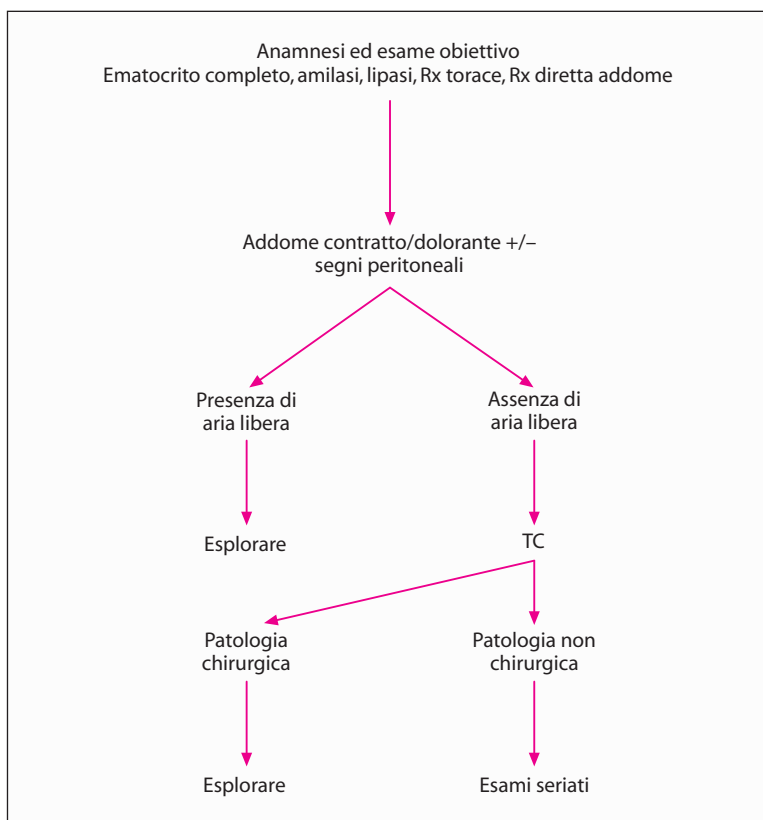 Anamnesi ed esame obiettivo
Ematocrito completo, amilasi, lipasi, Rx torace, Rx diretta addome
Addome contratto/dolorante +/–
segni peritoneali
Presenza di
aria libera
Assenza di
aria libera
Esplorare
TC
Patologia
chirurgica
Patologia non
chirurgica
Esplorare
Esami seriati